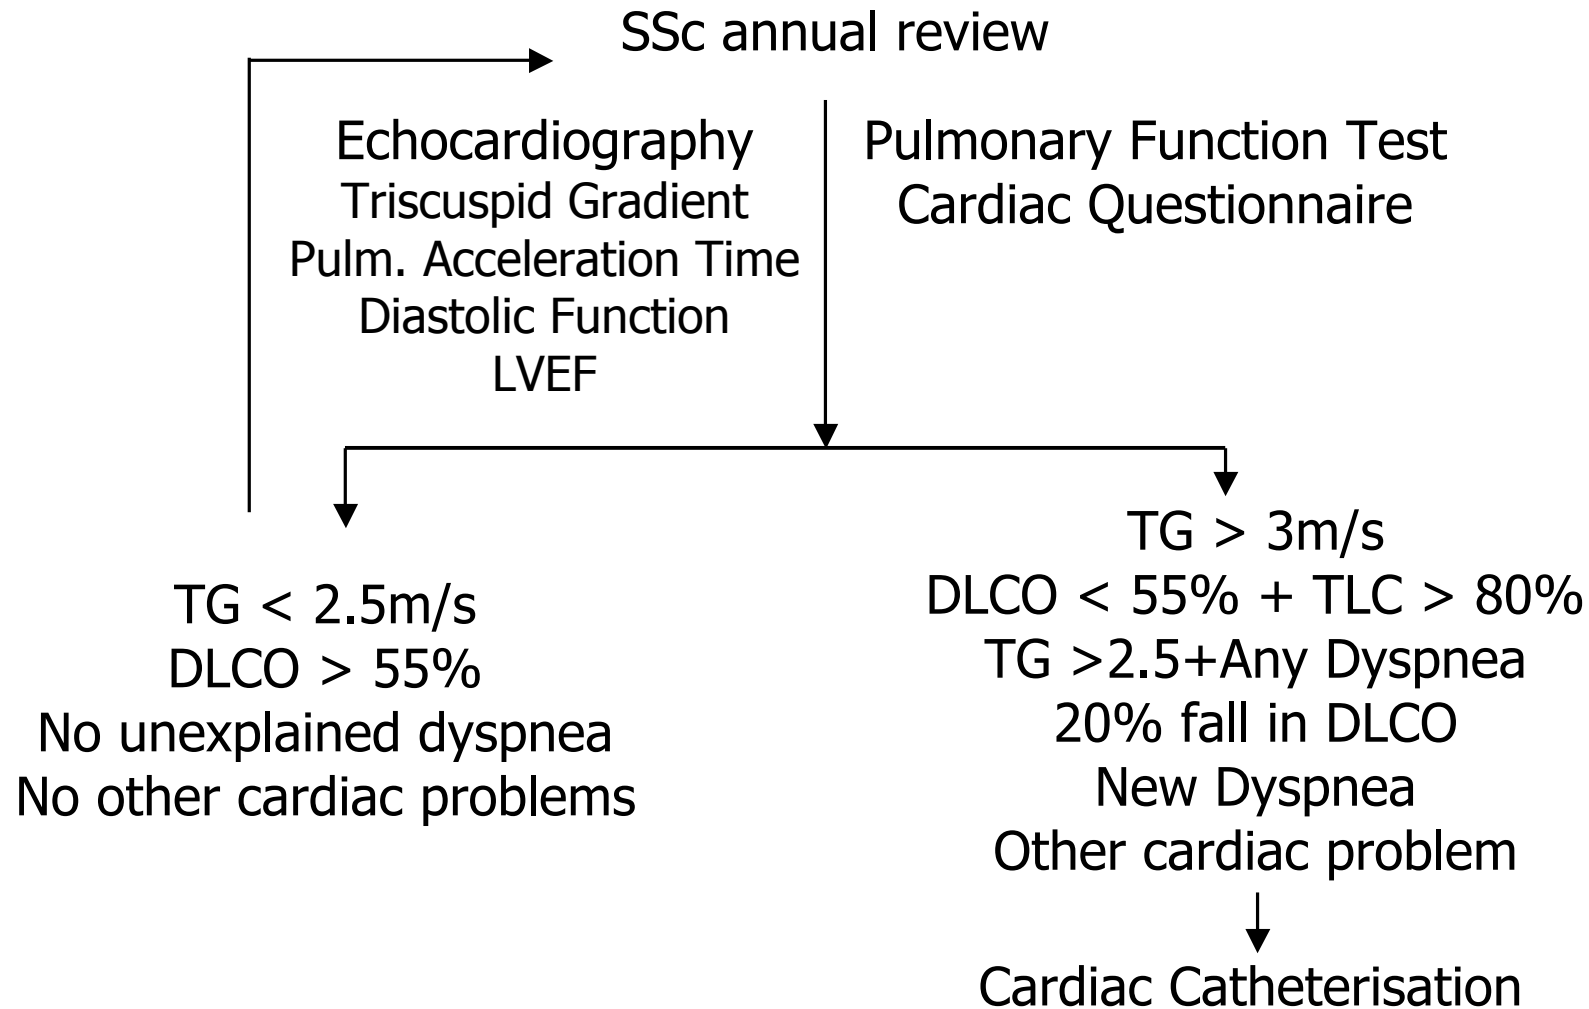 SSc annual review
Echocardiography
Triscuspid Gradient
Pulm. Acceleration Time
Diastolic Function
LVEF
Pulmonary Function Test
Cardiac Questionnaire
TG < 2.5m/s
DLCO > 55%
No unexplained dyspnea
No other cardiac problems
TG > 3m/s
DLCO < 55% + TLC > 80%
TG >2.5+Any Dyspnea
20% fall in DLCO
New Dyspnea
Other cardiac problem
Cardiac Catheterisation